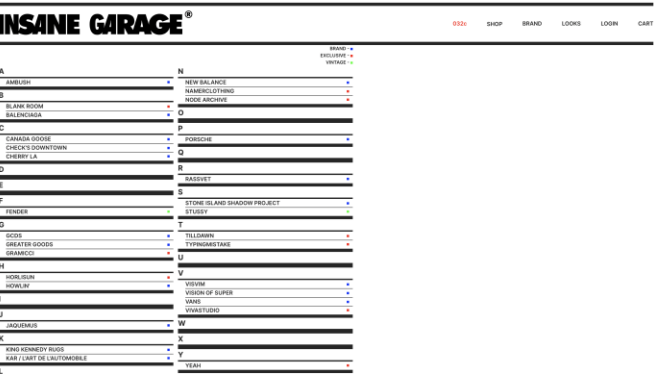 INSANE GARAGE®
032c SHOP BRAND LOOKS LOGIN CART
BRAND
EXCLUSIVE
VINTAGE
A
AMBUSH
B
BLANK ROOM
BALENCIAGA
C
CANADA GOOSE
CHECK'S DOWNTOWN
CHERRY LA
D
E
F
FENDER
G
GCDS
GREATER GOODS
GRAMICCI
H
HORLISUN
HOWLIN'
I
J
JAQUEMUS
K
KING KENNEDY RUGS
KAR / L'ART DE L'AUTOMOBILE
L
N
NEW BALANCE
NAMERCLOTHING
NODE ARCHIVE
O
P
PORSCHE
Q
R
RASSVET
S
STONE ISLAND SHADOW PROJECT
STUSSY
T
TILLDAWN
TYPINGMISTAKE
U
V
VISVIM
VISION OF SUPER
VANS
VIVASTUDIO
W
X
Y
YEAH